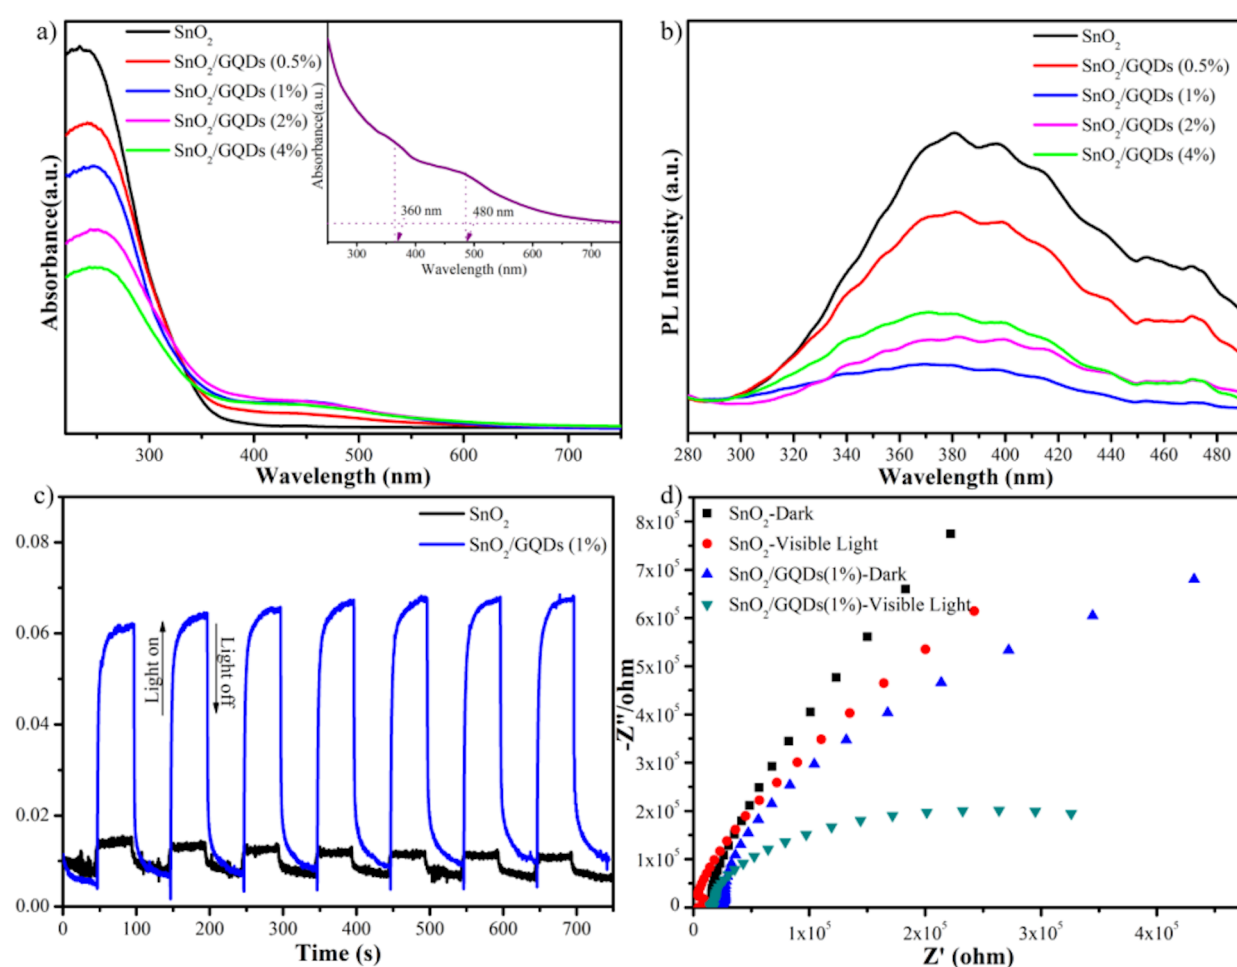 a)
SnO2
SnO2/GQDs (0.5%)
SnO2/GQDs (1%)
SnO2/GQDs (2%)
SnO2/GQDs (4%)
Absorbance(a.u.)
300 400 500 600 700
Wavelength (nm)
Absorbance(a.u.)
360 nm 480 nm
300 400 500 600 700
Wavelength (nm)
b)
SnO2
SnO2/GQDs (0.5%)
SnO2/GQDs (1%)
SnO2/GQDs (2%)
SnO2/GQDs (4%)
PL Intensity (a.u.)
280 300 320 340 360 380 400 420 440 460 480
Wavelength (nm)
c)
SnO2
SnO2/GQDs (1%)
0.08
0.06
0.04
0.02
0.00
Light on
Light off
0 100 200 300 400 500 600 700
Time (s)
d)
SnO2-Dark
SnO2-Visible Light
SnO2/GQDs(1%)-Dark
SnO2/GQDs(1%)-Visible Light
-Z''/ohm
8x10^5
7x10^5
6x10^5
5x10^5
4x10^5
3x10^5
2x10^5
1x10^5
0
0 1x10^5 2x10^5 3x10^5 4x10^5
Z' (ohm)